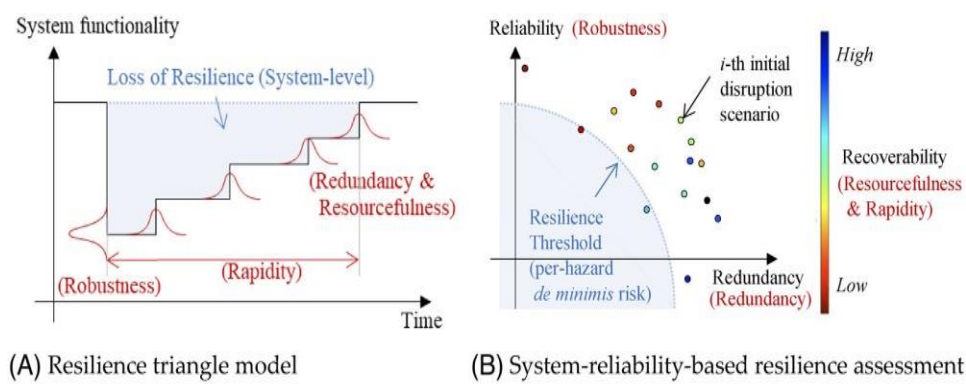 System functionality
Loss of Resilience (System-level)
(Redundancy &
Resourcefulness)
(Rapidity)
(Robustness)
Time
(A) Resilience triangle model
Reliability (Robustness)
i-th initial
disruption
scenario
High
Recoverability
(Resourcefulness
& Rapidity)
Low
Resilience
Threshold
(per-hazard
de minimis risk)
Redundancy
(Redundancy)
(B) System-reliability-based resilience assessment